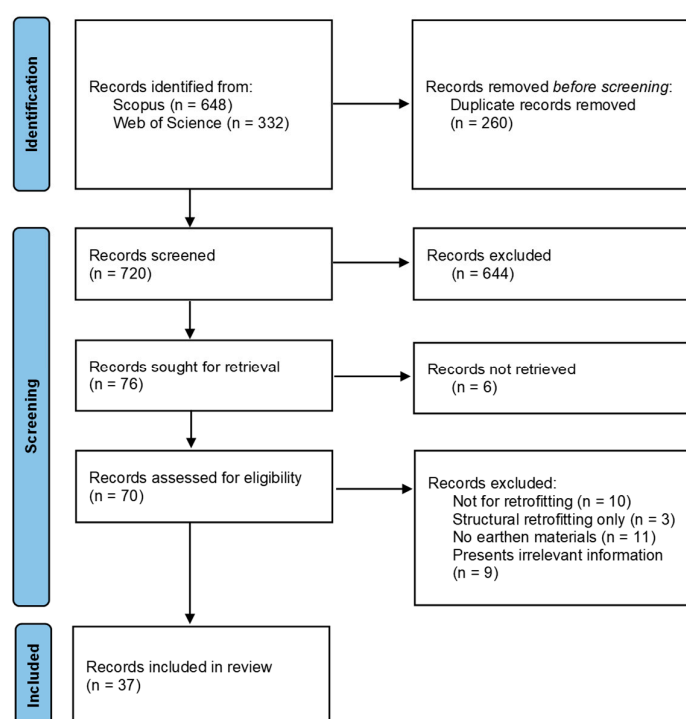 Identification
Records identified from:
Scopus (n = 648)
Web of Science (n = 332)
Records removed before screening:
Duplicate records removed
(n = 260)
Screening
Records screened
(n = 720)
Records excluded
(n = 644)
Records sought for retrieval
(n = 76)
Records not retrieved
(n = 6)
Records assessed for eligibility
(n = 70)
Records excluded:
Not for retrofitting (n = 10)
Structural retrofitting only (n = 3)
No earthen materials (n = 11)
Presents irrelevant information
(n = 9)
Included
Records included in review
(n = 37)